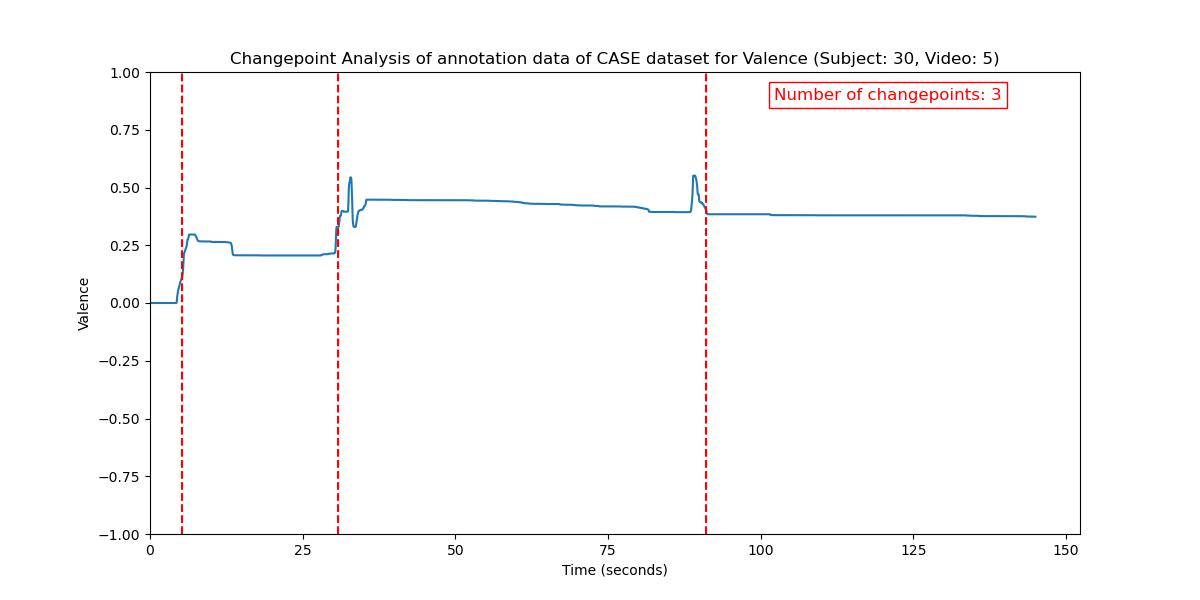 Changepoint Analysis of annotation data of CASE dataset for Valence (Subject: 30, Video: 5)
Number of changepoints: 3
1.00
0.75
0.50
0.25
0.00
−0.25
−0.50
−0.75
−1.00
Valence
0 25 50 75 100 125 150
Time (seconds)